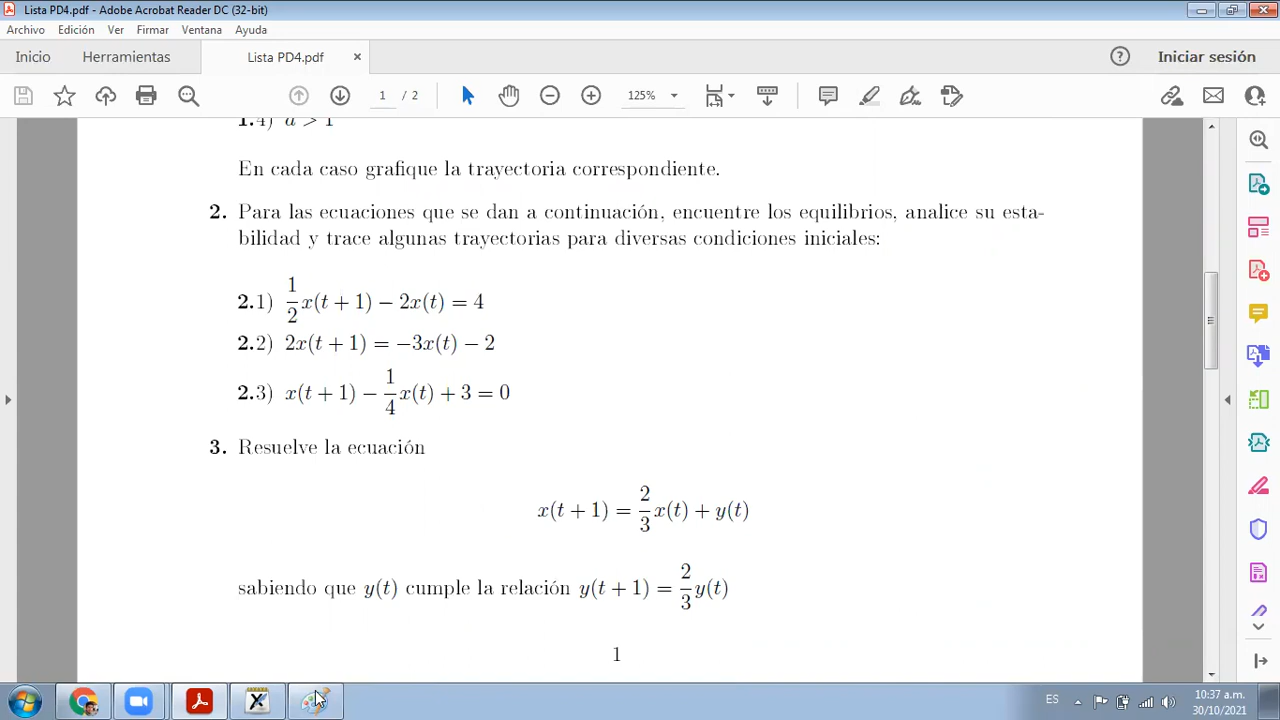 Lista PD4.pdf - Adobe Acrobat Reader DC (32-bit)
Archivo Edición Ver Firmar Ventana Ayuda
Inicio Herramientas Lista PD4.pdf × Iniciar sesión
1 / 2 125%
1.4) a > 1
En cada caso grafique la trayectoria correspondiente.
2. Para las ecuaciones que se dan a continuación, encuentre los equilibrios, analice su esta-
bilidad y trace algunas trayectorias para diversas condiciones iniciales:
2.1) 1/2 x(t + 1) − 2x(t) = 4
2.2) 2x(t + 1) = −3x(t) − 2
2.3) x(t + 1) − 1/4 x(t) + 3 = 0
3. Resuelve la ecuación
x(t + 1) = 2/3 x(t) + y(t)
sabiendo que y(t) cumple la relación y(t + 1) = 2/3 y(t)
1
ES 10:37 a.m.
30/10/2021